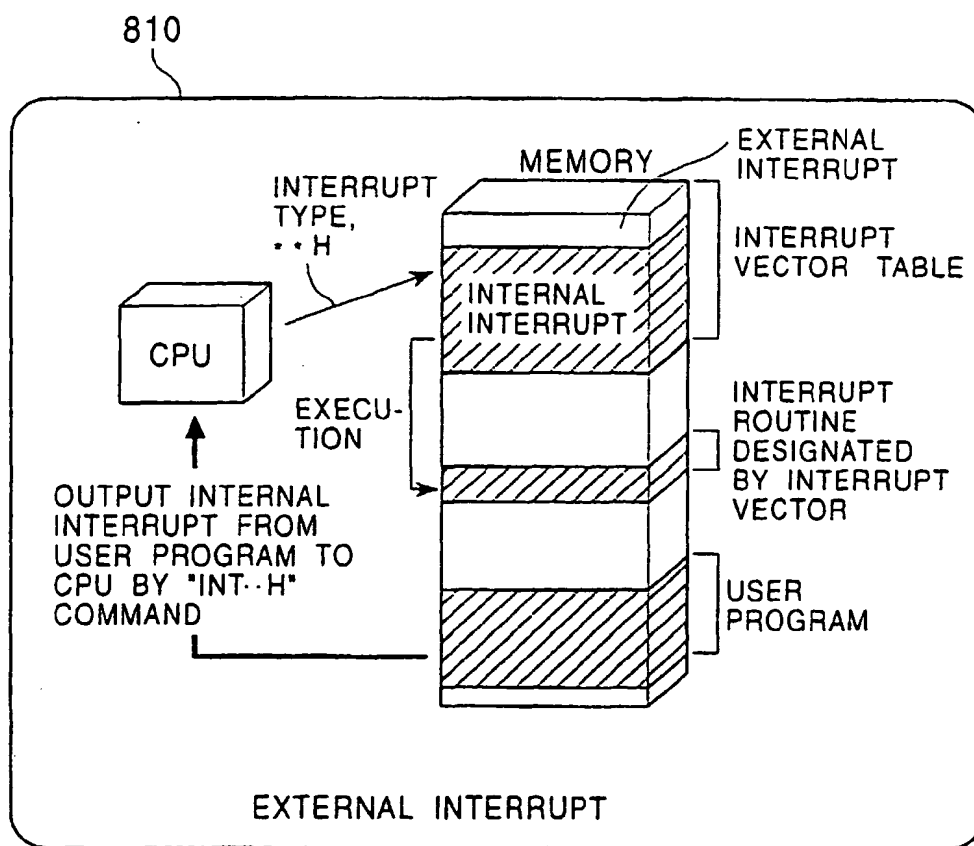 810
MEMORY
EXTERNAL
INTERRUPT
INTERRUPT
TYPE,
**H
INTERRUPT
VECTOR TABLE
INTERNAL
INTERRUPT
CPU
EXECU-
TION
INTERRUPT
ROUTINE
DESIGNATED
BY INTERRUPT
VECTOR
OUTPUT INTERNAL
INTERRUPT FROM
USER PROGRAM TO
CPU BY "INT··H"
COMMAND
USER
PROGRAM
EXTERNAL INTERRUPT